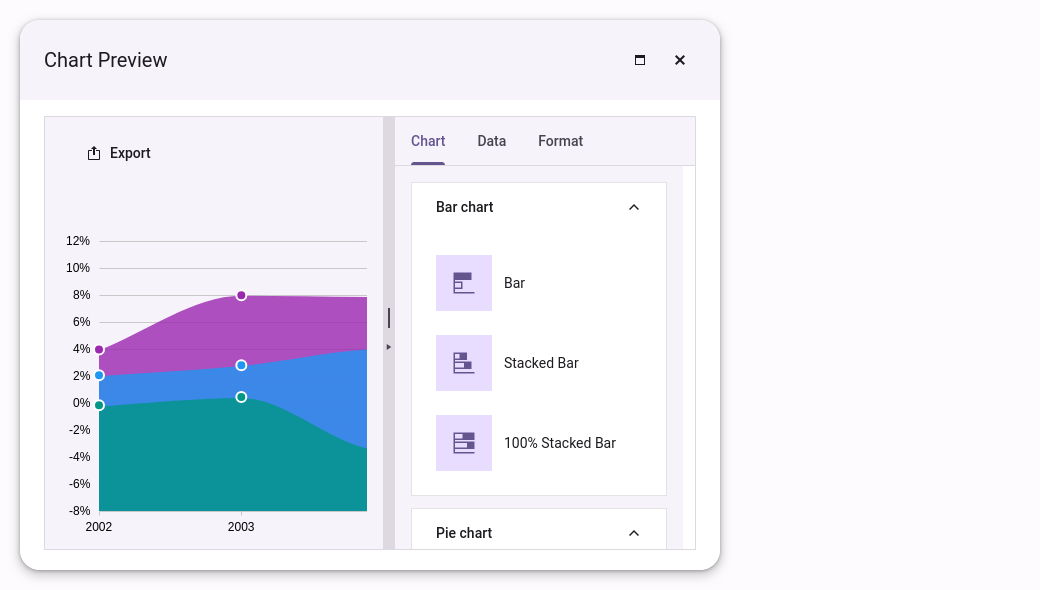 Chart Preview
Export
12%
10%
8%
6%
4%
2%
0%
-2%
-4%
-6%
-8%
2002 2003
Chart Data Format
Bar chart
Bar
Stacked Bar
100% Stacked Bar
Pie chart